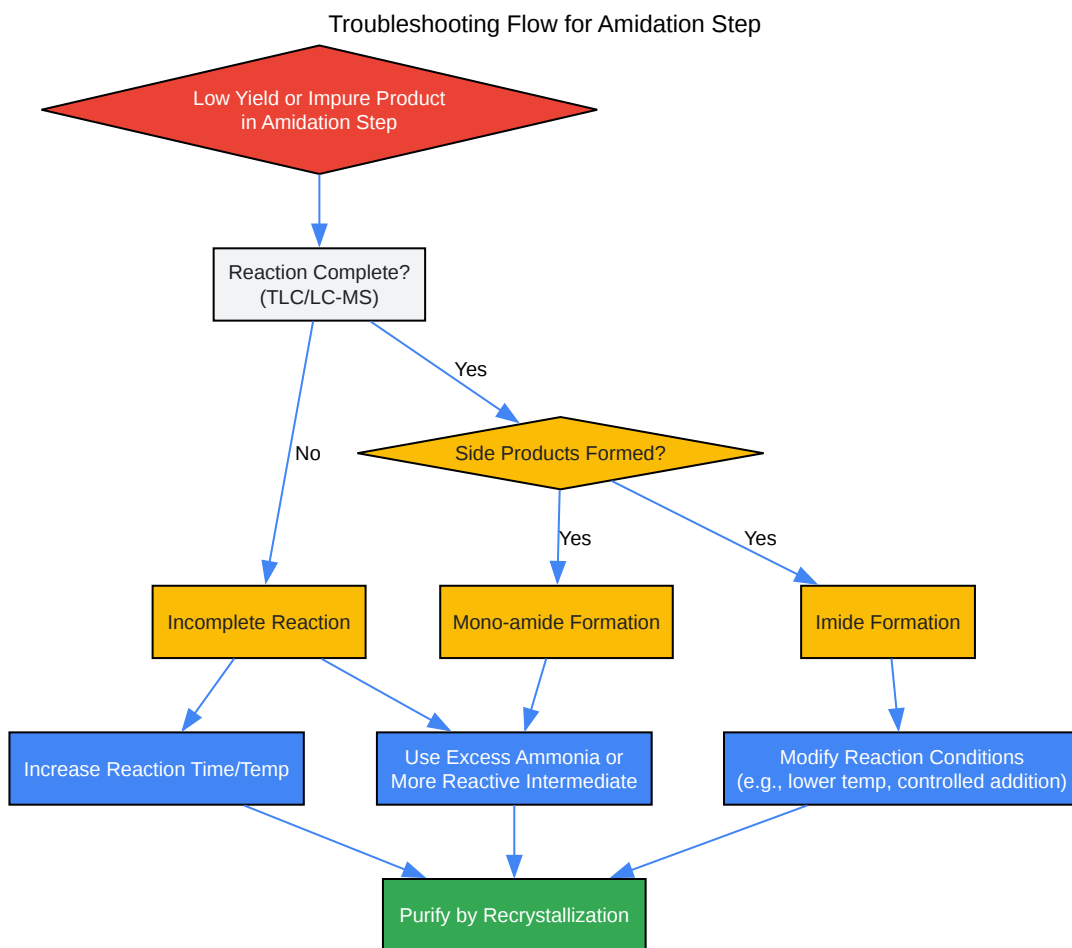 Troubleshooting Flow for Amidation Step
Low Yield or Impure Product
in Amidation Step
Reaction Complete?
(TLC/LC-MS)
Yes
No
Side Products Formed?
Yes
Yes
Incomplete Reaction
Mono-amide Formation
Imide Formation
Increase Reaction Time/Temp
Use Excess Ammonia or
More Reactive Intermediate
Modify Reaction Conditions
(e.g., lower temp, controlled addition)
Purify by Recrystallization